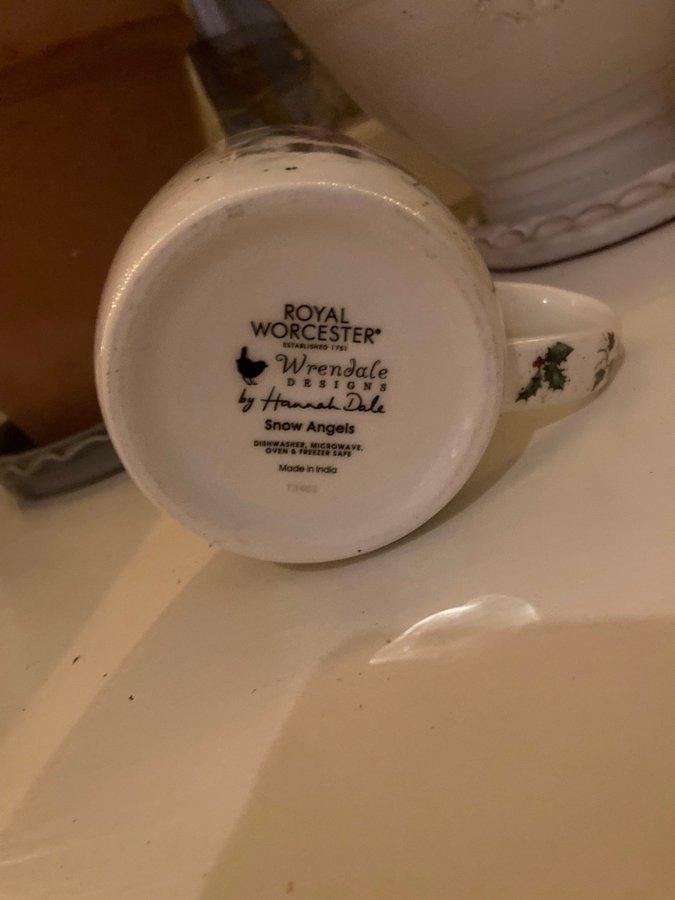 ROYAL
WORCESTER®
ESTABLISHED 1751
Wrendale
DESIGNS
by Hannah Dale
Snow Angels
DISHWASHER, MICROWAVE,
OVEN & FREEZER SAFE
Made in India